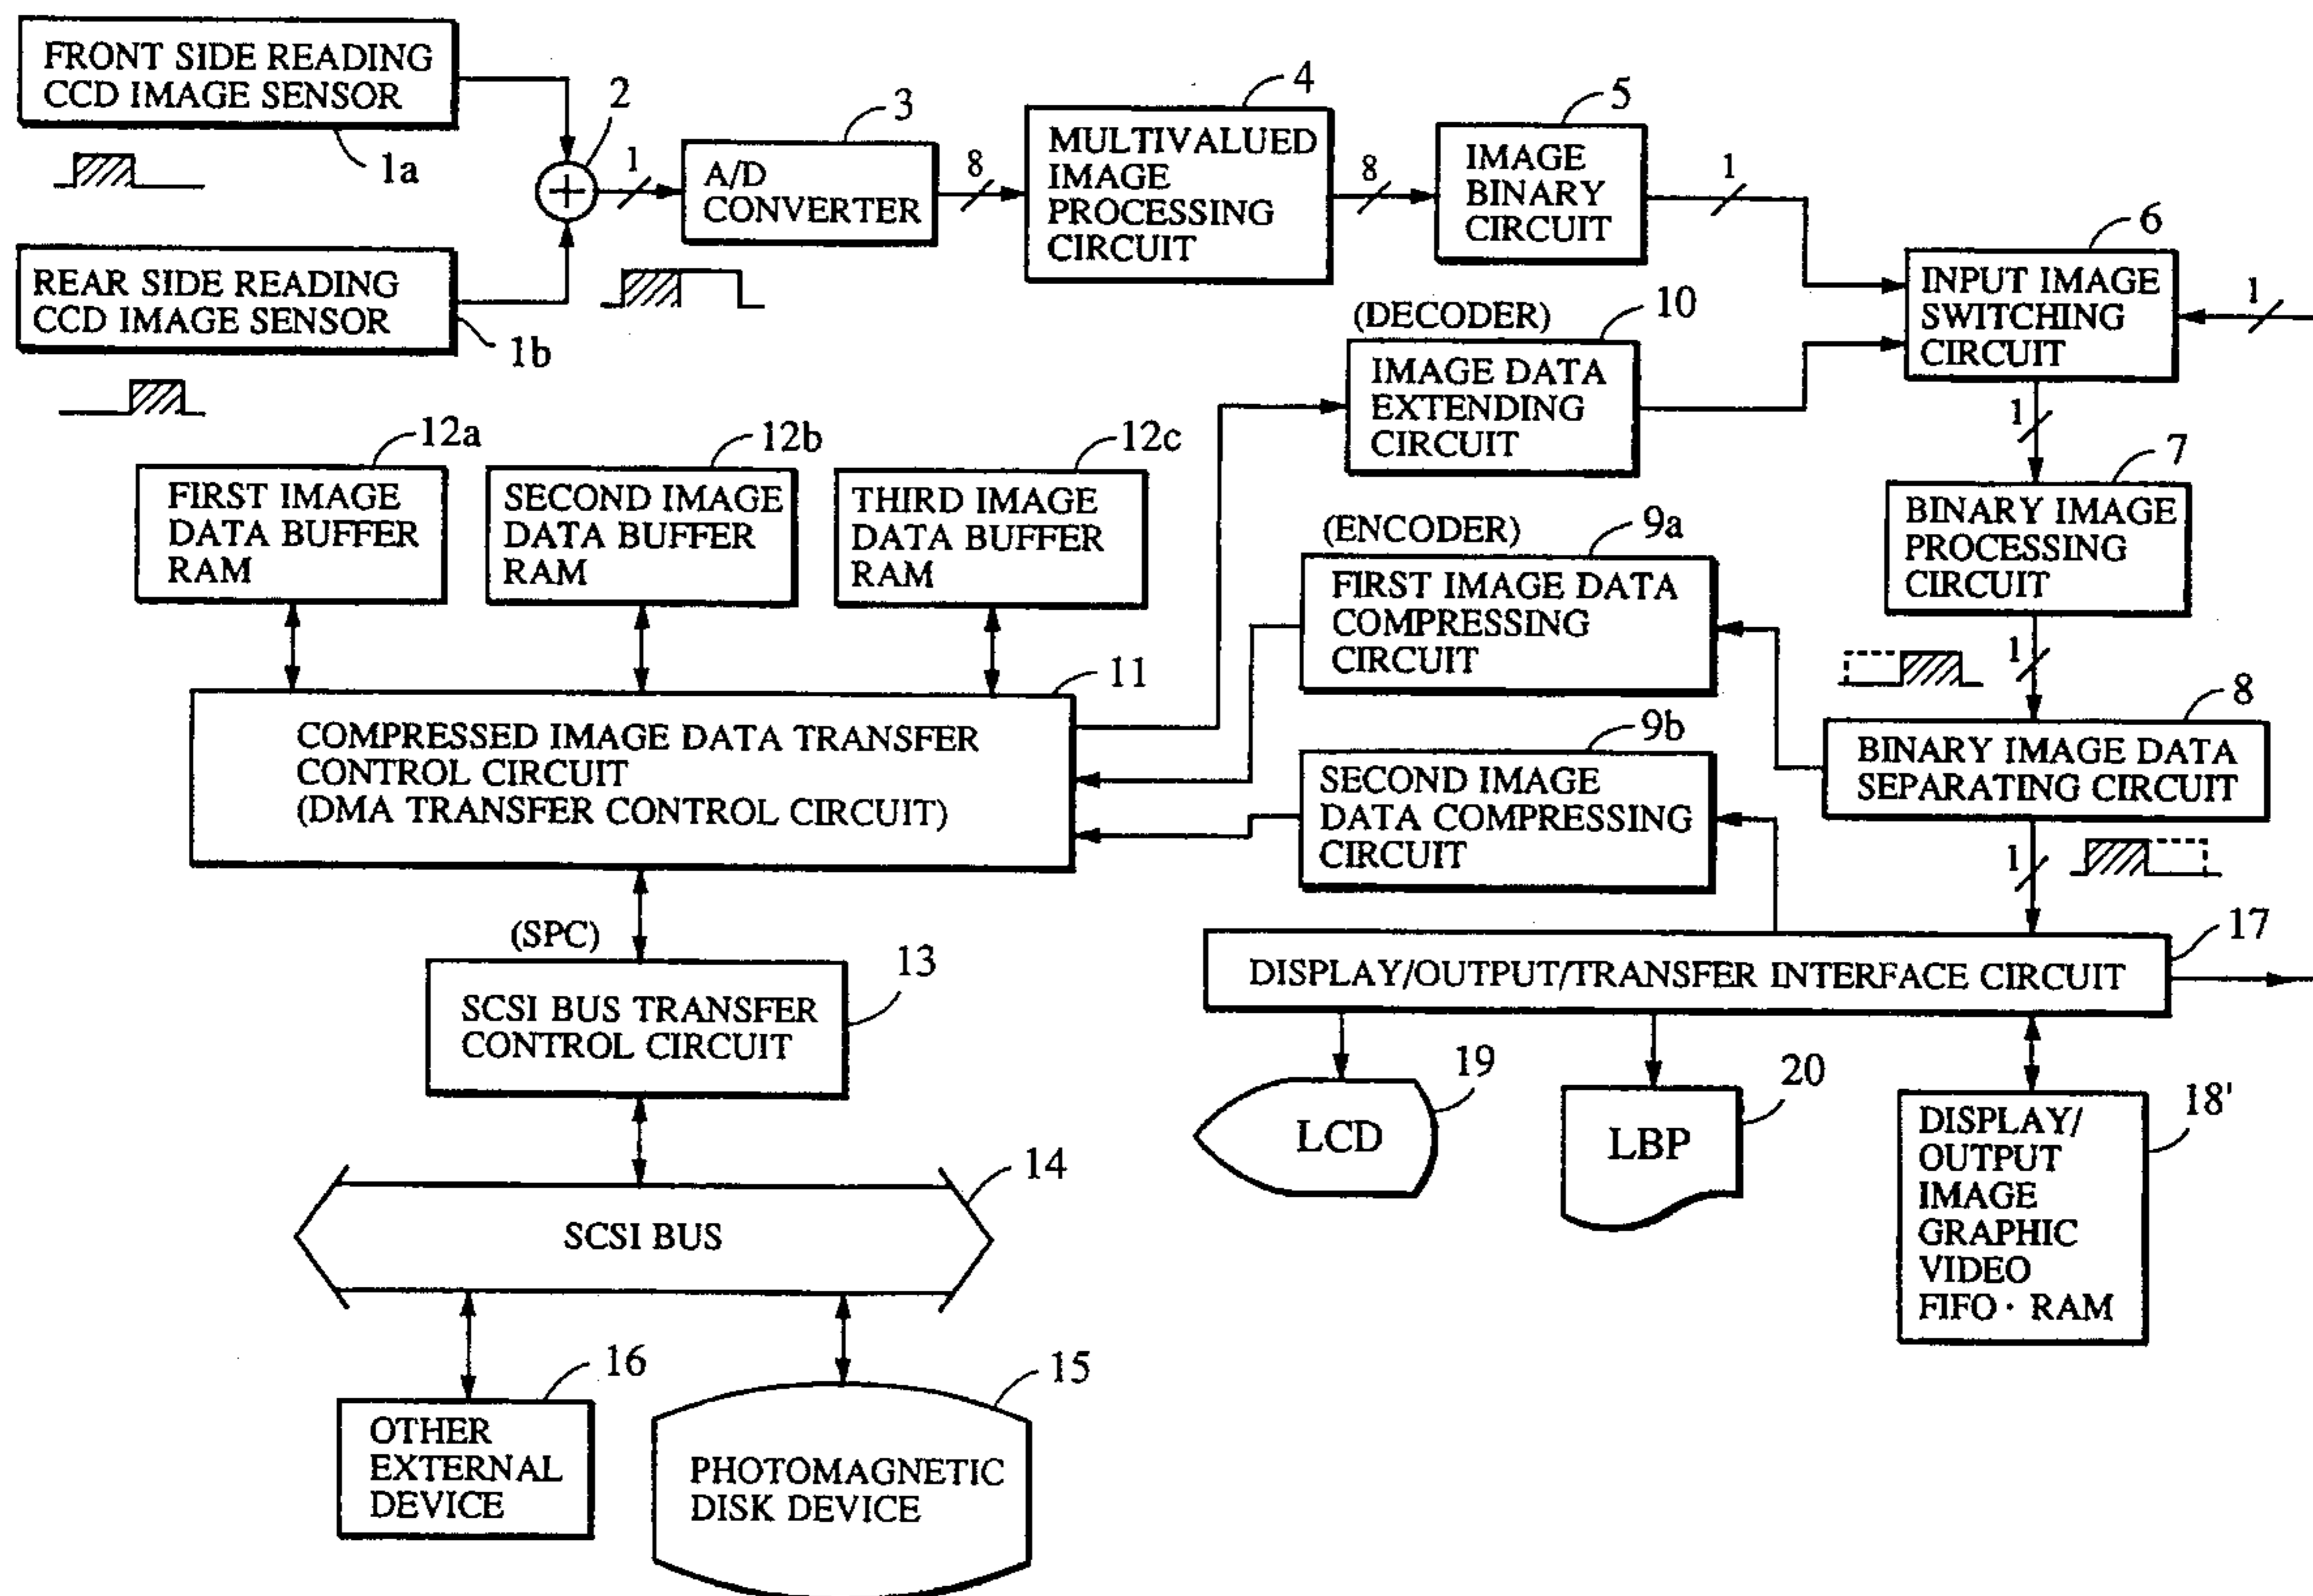 FRONT SIDE READING
CCD IMAGE SENSOR
1a
REAR SIDE READING
CCD IMAGE SENSOR
1b
2
1
3
A/D
CONVERTER
8
4
MULTIVALUED
IMAGE
PROCESSING
CIRCUIT
8
5
IMAGE
BINARY
CIRCUIT
1
6
INPUT IMAGE
SWITCHING
CIRCUIT
1
1
(DECODER)
10
IMAGE DATA
EXTENDING
CIRCUIT
7
BINARY IMAGE
PROCESSING
CIRCUIT
1
12a
FIRST IMAGE
DATA BUFFER
RAM
12b
SECOND IMAGE
DATA BUFFER
RAM
12c
THIRD IMAGE
DATA BUFFER
RAM
(ENCODER)
9a
FIRST IMAGE DATA
COMPRESSING
CIRCUIT
8
BINARY IMAGE DATA
SEPARATING CIRCUIT
1
11
COMPRESSED IMAGE DATA TRANSFER
CONTROL CIRCUIT
(DMA TRANSFER CONTROL CIRCUIT)
9b
SECOND IMAGE
DATA COMPRESSING
CIRCUIT
17
DISPLAY/OUTPUT/TRANSFER INTERFACE CIRCUIT
(SPC)
13
SCSI BUS TRANSFER
CONTROL CIRCUIT
19
LCD
20
LBP
18'
DISPLAY/
OUTPUT
IMAGE
GRAPHIC
VIDEO
FIFO · RAM
14
SCSI BUS
16
OTHER
EXTERNAL
DEVICE
15
PHOTOMAGNETIC
DISK DEVICE